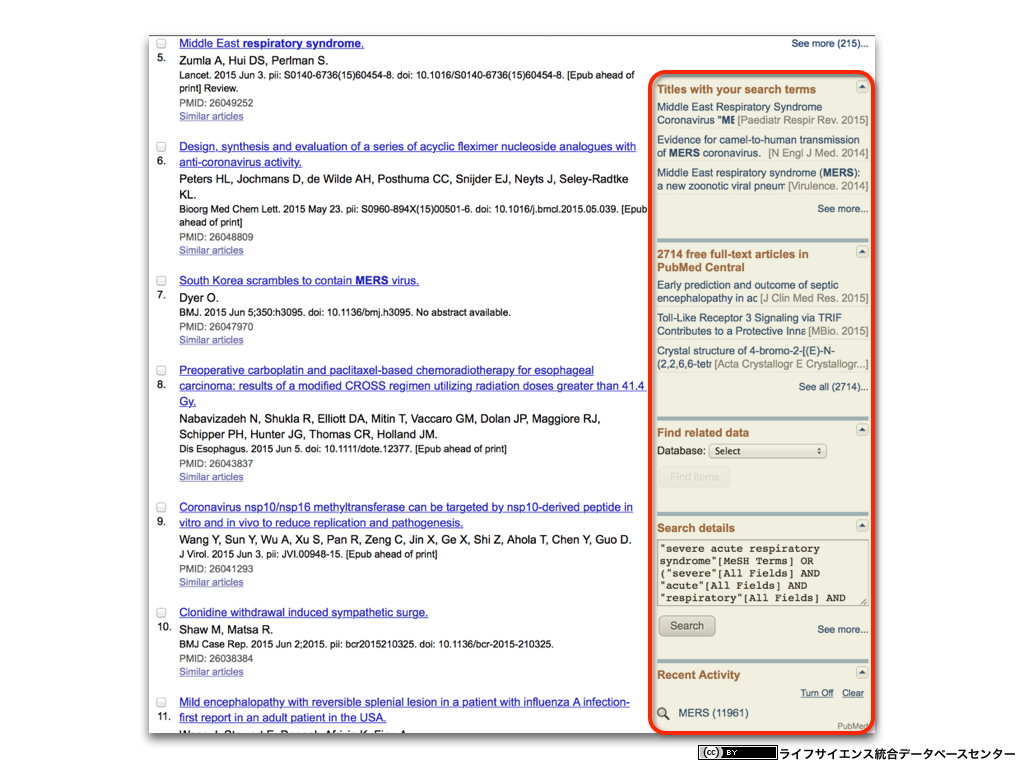 Middle East respiratory syndrome.
5. Zumla A, Hui DS, Perlman S.
Lancet. 2015 Jun 3. pii: S0140-6736(15)60454-8. doi: 10.1016/S0140-6736(15)60454-8. [Epub ahead of
print] Review.
PMID: 26049252
Similar articles
Design, synthesis and evaluation of a series of acyclic fleximer nucleoside analogues with
6. anti-coronavirus activity.
Peters HL, Jochmans D, de Wilde AH, Posthuma CC, Snijder EJ, Neyts J, Seley-Radtke
KL.
Bioorg Med Chem Lett. 2015 May 23. pii: S0960-894X(15)00501-6. doi: 10.1016/j.bmcl.2015.05.039. [Epub
ahead of print]
PMID: 26048809
Similar articles
South Korea scrambles to contain MERS virus.
7. Dyer O.
BMJ. 2015 Jun 5;350:h3095. doi: 10.1136/bmj.h3095. No abstract available.
PMID: 26047970
Similar articles
Preoperative carboplatin and paclitaxel-based chemoradiotherapy for esophageal
8. carcinoma: results of a modified CROSS regimen utilizing radiation doses greater than 41.4
Gy.
Nabavizadeh N, Shukla R, Elliott DA, Mitin T, Vaccaro GM, Dolan JP, Maggiore RJ,
Schipper PH, Hunter JG, Thomas CR, Holland JM.
Dis Esophagus. 2015 Jun 5. doi: 10.1111/dote.12377. [Epub ahead of print]
PMID: 26043837
Similar articles
Coronavirus nsp10/nsp16 methyltransferase can be targeted by nsp10-derived peptide in
9. vitro and in vivo to reduce replication and pathogenesis.
Wang Y, Sun Y, Wu A, Xu S, Pan R, Zeng C, Jin X, Ge X, Shi Z, Ahola T, Chen Y, Guo D.
J Virol. 2015 Jun 3. pii: JVI.00948-15. [Epub ahead of print]
PMID: 26041293
Similar articles
Clonidine withdrawal induced sympathetic surge.
10. Shaw M, Matsa R.
BMJ Case Rep. 2015 Jun 2;2015. pii: bcr2015210325. doi: 10.1136/bcr-2015-210325.
PMID: 26038384
Similar articles
Mild encephalopathy with reversible splenial lesion in a patient with influenza A infection-
11. first report in an adult patient in the USA.
See more (215)...
Titles with your search terms
Middle East Respiratory Syndrome
Coronavirus "ME [Paediatr Respir Rev. 2015]
Evidence for camel-to-human transmission
of MERS coronavirus. [N Engl J Med. 2014]
Middle East respiratory syndrome (MERS):
a new zoonotic viral pneum [Virulence. 2014]
See more...
2714 free full-text articles in
PubMed Central
Early prediction and outcome of septic
encephalopathy in ac [J Clin Med Res. 2015]
Toll-Like Receptor 3 Signaling via TRIF
Contributes to a Protective Inna [MBio. 2015]
Crystal structure of 4-bromo-2-[(E)-N-
(2,2,6,6-tetr [Acta Crystallogr E Crystallogr...]
See all (2714)...
Find related data
Database: Select
Find items
Search details
"severe acute respiratory
syndrome"[MeSH Terms] OR
("severe"[All Fields] AND
"acute"[All Fields] AND
"respiratory"[All Fields] AND
Search
See more...
Recent Activity
Turn Off Clear
MERS (11961)
PubMed
(cc) BY ライフサイエンス統合データベースセンター